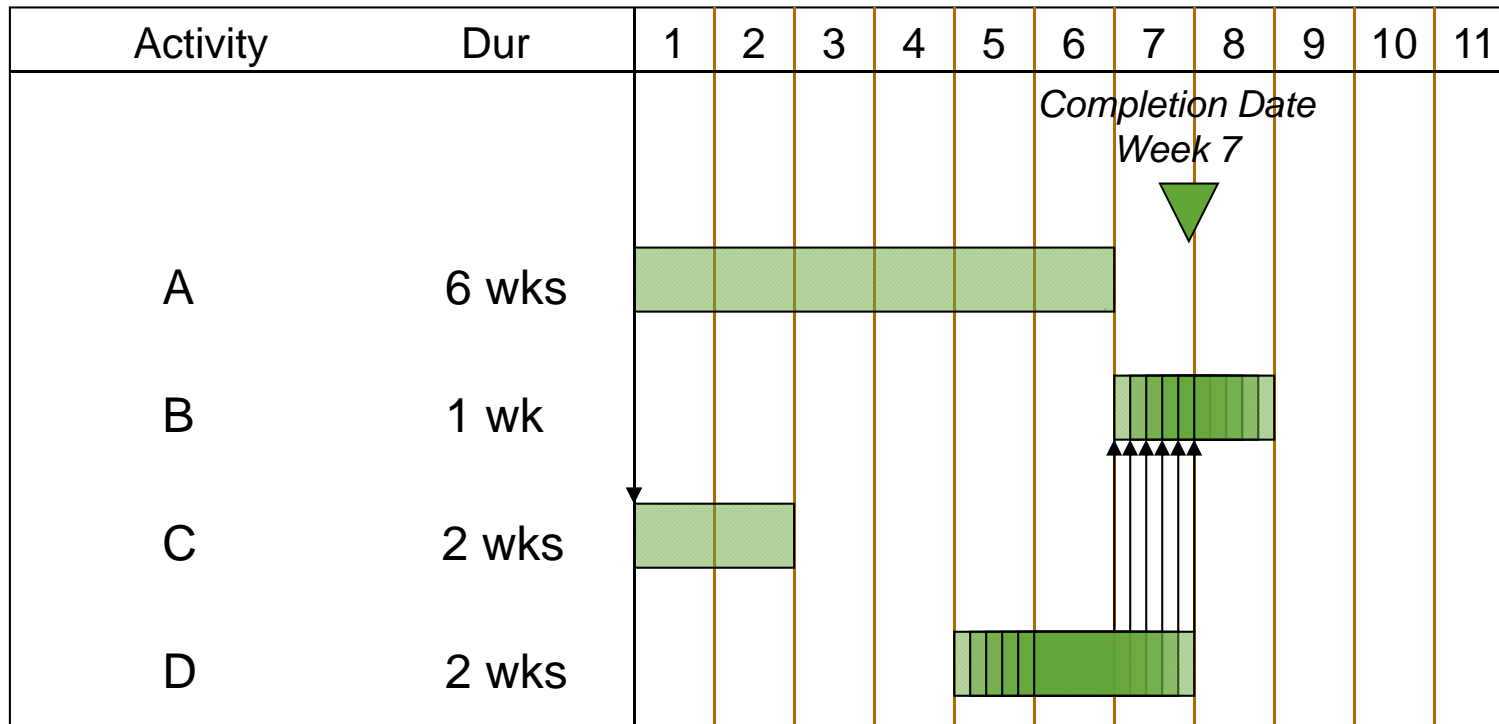 Activity Dur 1 2 3 4 5 6 7 8 9 10 11
Completion Date
Week 7
A 6 wks
B 1 wk
C 2 wks
D 2 wks